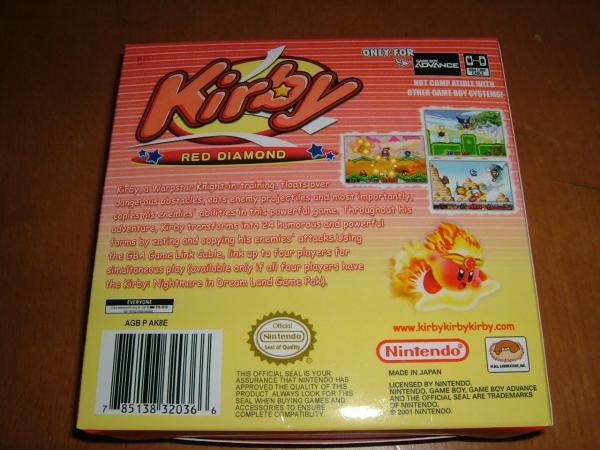 ONLY FOR
GAME BOY
ADVANCE
NOT COMPATIBLE WITH
OTHER GAME BOY SYSTEMS!
Kirby
RED DIAMOND
Kirby, a Warpstar Knight-in-training, floats over
dangerous obstacles, eats enemy projectiles and most importantly,
copies his enemies' abilities in this powerful game. Throughout his
adventure, Kirby transforms into 24 humorous and powerful
forms by eating and copying his enemies' attacks.Using
the GBA Game Link Cable, link up to four players for
simultoneous play (available only if all four players have
the Kirby: Nightmare in Dream Land Game Pak).
EVERYONE
AGB P AK8E
7 85138 32036 6
Official
Nintendo
Seal of Quality
THIS OFFICIAL SEAL IS YOUR
ASSURANCE THAT NINTENDO HAS
APPROVED THE QUALITY OF THIS
PRODUCT. ALWAYS LOOK FOR THIS
SEAL WHEN BUYING GAMES AND
ACCESSORIES TO ENSURE
COMPLETE COMPATIBILITY.
www.kirbykirbykirby.com
Nintendo
HAL LABORATORY, INC.
MADE IN JAPAN
LICENSED BY NINTENDO.
NINTENDO, GAME BOY, GAME BOY ADVANCE
AND THE OFFICIAL SEAL ARE TRADEMARKS
OF NINTENDO.
© 2001 NINTENDO.